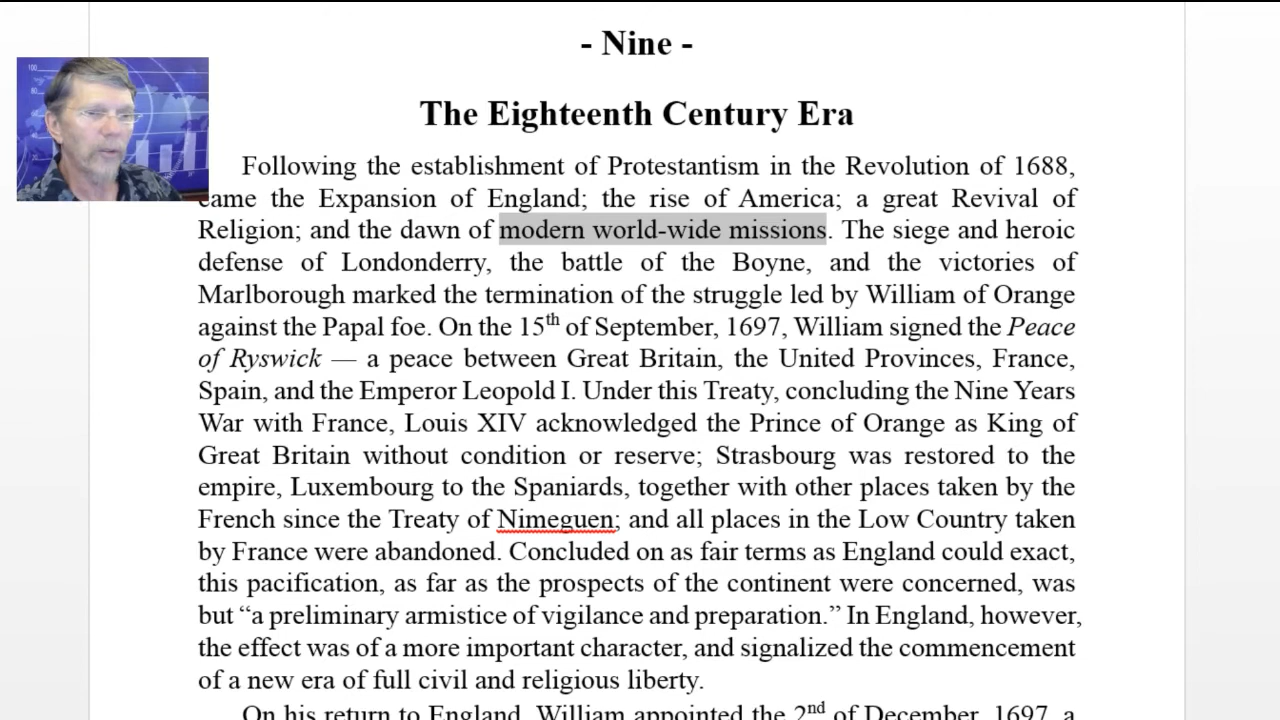 - Nine -
The Eighteenth Century Era
Following the establishment of Protestantism in the Revolution of 1688,
came the Expansion of England; the rise of America; a great Revival of
Religion; and the dawn of modern world-wide missions. The siege and heroic
defense of Londonderry, the battle of the Boyne, and the victories of
Marlborough marked the termination of the struggle led by William of Orange
against the Papal foe. On the 15th of September, 1697, William signed the Peace
of Ryswick — a peace between Great Britain, the United Provinces, France,
Spain, and the Emperor Leopold I. Under this Treaty, concluding the Nine Years
War with France, Louis XIV acknowledged the Prince of Orange as King of
Great Britain without condition or reserve; Strasbourg was restored to the
empire, Luxembourg to the Spaniards, together with other places taken by the
French since the Treaty of Nimeguen; and all places in the Low Country taken
by France were abandoned. Concluded on as fair terms as England could exact,
this pacification, as far as the prospects of the continent were concerned, was
but “a preliminary armistice of vigilance and preparation.” In England, however,
the effect was of a more important character, and signalized the commencement
of a new era of full civil and religious liberty.
On his return to England, William appointed the 2nd of December, 1697, a